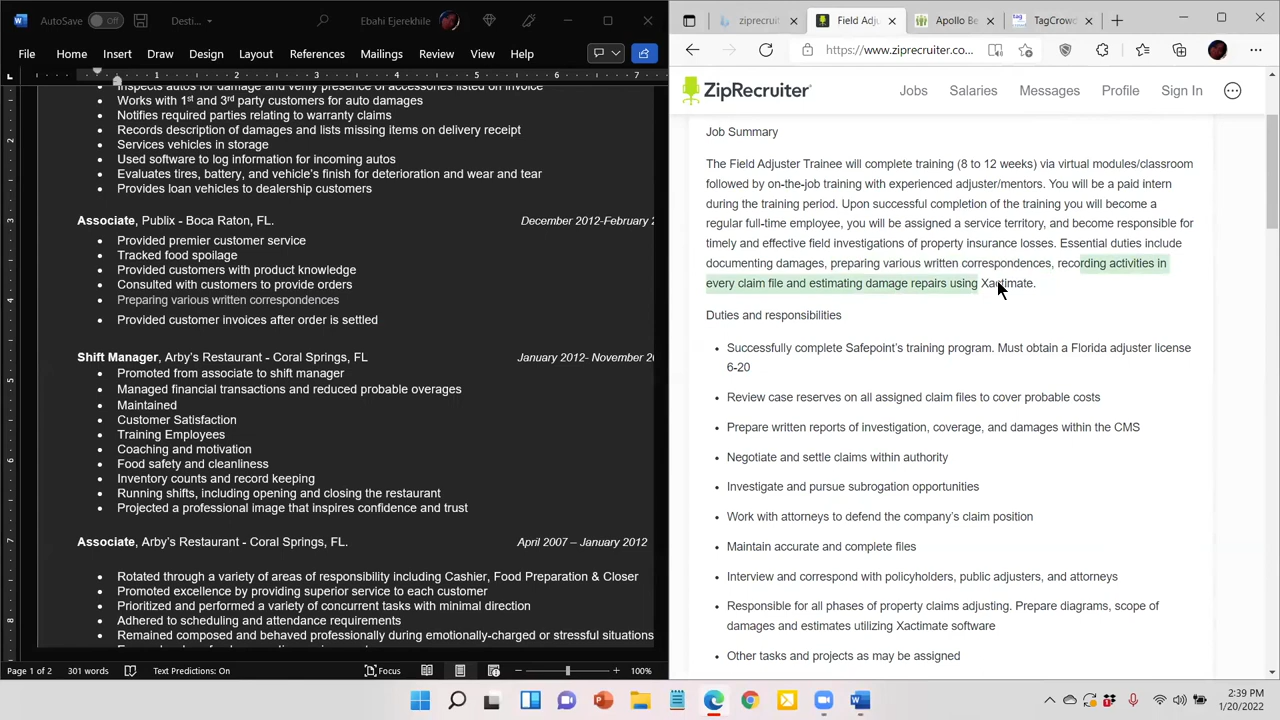 AutoSave Off Desti... Ebahi Ejerekhile
File Home Insert Draw Design Layout References Mailings Review View Help
1 2 3 4 5 6 7
Inspects autos for damage and verify presence of accessories listed on invoice
Works with 1st and 3rd party customers for auto damages
Notifies required parties relating to warranty claims
Records description of damages and lists missing items on delivery receipt
Services vehicles in storage
Used software to log information for incoming autos
Evaluates tires, battery, and vehicle's finish for deterioration and wear and tear
Provides loan vehicles to dealership customers
Associate, Publix - Boca Raton, FL. December 2012-February 2
Provided premier customer service
Tracked food spoilage
Provided customers with product knowledge
Consulted with customers to provide orders
Preparing various written correspondences
Provided customer invoices after order is settled
Shift Manager, Arby's Restaurant - Coral Springs, FL January 2012- November 20
Promoted from associate to shift manager
Managed financial transactions and reduced probable overages
Maintained
Customer Satisfaction
Training Employees
Coaching and motivation
Food safety and cleanliness
Inventory counts and record keeping
Running shifts, including opening and closing the restaurant
Projected a professional image that inspires confidence and trust
Associate, Arby's Restaurant - Coral Springs, FL. April 2007 – January 2012
Rotated through a variety of areas of responsibility including Cashier, Food Preparation & Closer
Promoted excellence by providing superior service to each customer
Prioritized and performed a variety of concurrent tasks with minimal direction
Adhered to scheduling and attendance requirements
Remained composed and behaved professionally during emotionally-charged or stressful situations
Page 1 of 2 301 words Text Predictions: On Focus 100%
ziprecruit Field Adju Apollo Be TagCrowd
https://www.ziprecruiter.co...
ZipRecruiter Jobs Salaries Messages Profile Sign In
Job Summary
The Field Adjuster Trainee will complete training (8 to 12 weeks) via virtual modules/classroom
followed by on-the-job training with experienced adjuster/mentors. You will be a paid intern
during the training period. Upon successful completion of the training you will become a
regular full-time employee, you will be assigned a service territory, and become responsible for
timely and effective field investigations of property insurance losses. Essential duties include
documenting damages, preparing various written correspondences, recording activities in
every claim file and estimating damage repairs using Xactimate.
Duties and responsibilities
Successfully complete Safepoint's training program. Must obtain a Florida adjuster license
6-20
Review case reserves on all assigned claim files to cover probable costs
Prepare written reports of investigation, coverage, and damages within the CMS
Negotiate and settle claims within authority
Investigate and pursue subrogation opportunities
Work with attorneys to defend the company's claim position
Maintain accurate and complete files
Interview and correspond with policyholders, public adjusters, and attorneys
Responsible for all phases of property claims adjusting. Prepare diagrams, scope of
damages and estimates utilizing Xactimate software
Other tasks and projects as may be assigned
2:39 PM
1/20/2022